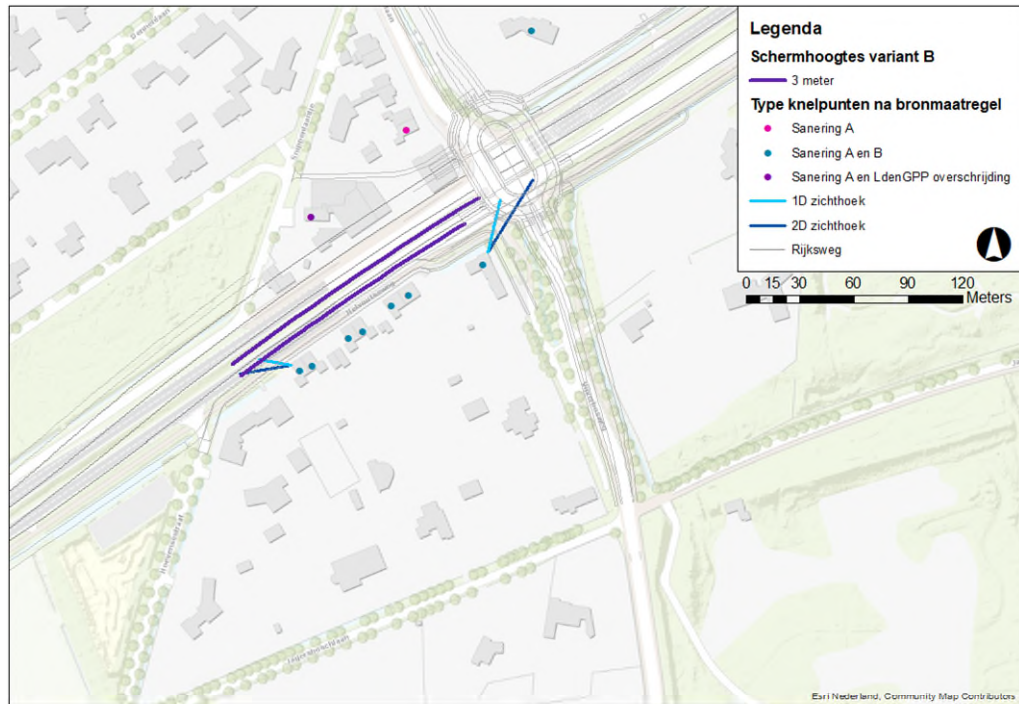 Legenda
Schermhoogtes variant B
3 meter
Type knelpunten na bronmaatregel
Sanering A
Sanering A en B
Sanering A en LdenGPP overschrijding
1D zichthoek
2D zichthoek
Rijksweg
0 15 30 60 90 120
Meters
Esri Nederland, Community Map Contributors